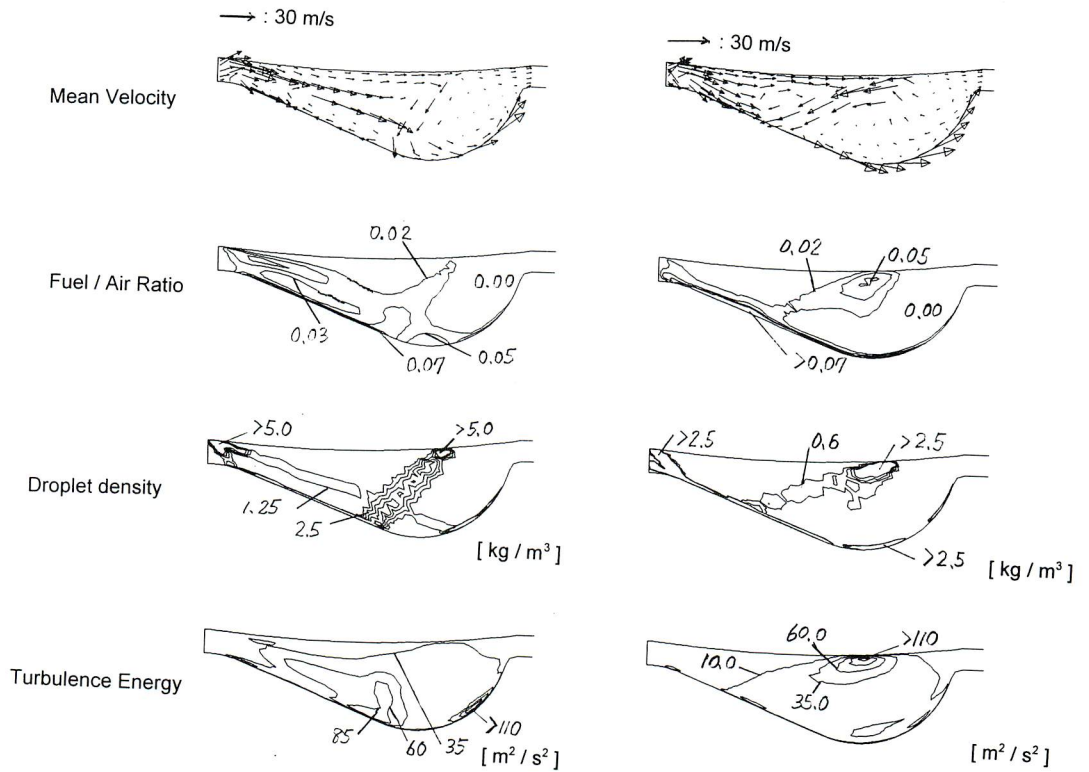 : 30 m/s
: 30 m/s
Mean Velocity
Fuel / Air Ratio
0.02
0.00
0.03
0.07
0.05
0.02
0.05
0.00
>0.07
Droplet density
>5.0
>5.0
1.25
2.5
[ kg / m³ ]
>2.5
0.6
>2.5
>2.5
[ kg / m³ ]
Turbulence Energy
85
60
35
>110
[ m² / s² ]
60.0
>110
10.0
35.0
[ m² / s² ]